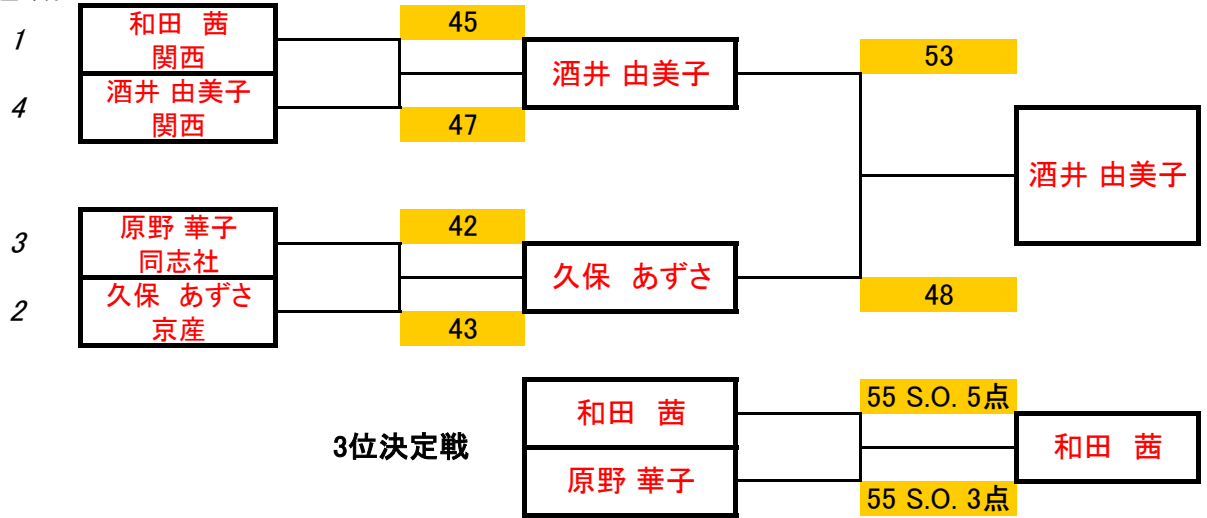 1
和田　茜
関西
45
4
酒井 由美子
関西
47
酒井 由美子
53
3
原野 華子
同志社
42
2
久保　あずさ
京産
43
久保　あずさ
48
酒井 由美子
3位決定戦
和田　茜
55 S.O. 5点
原野 華子
55 S.O. 3点
和田　茜